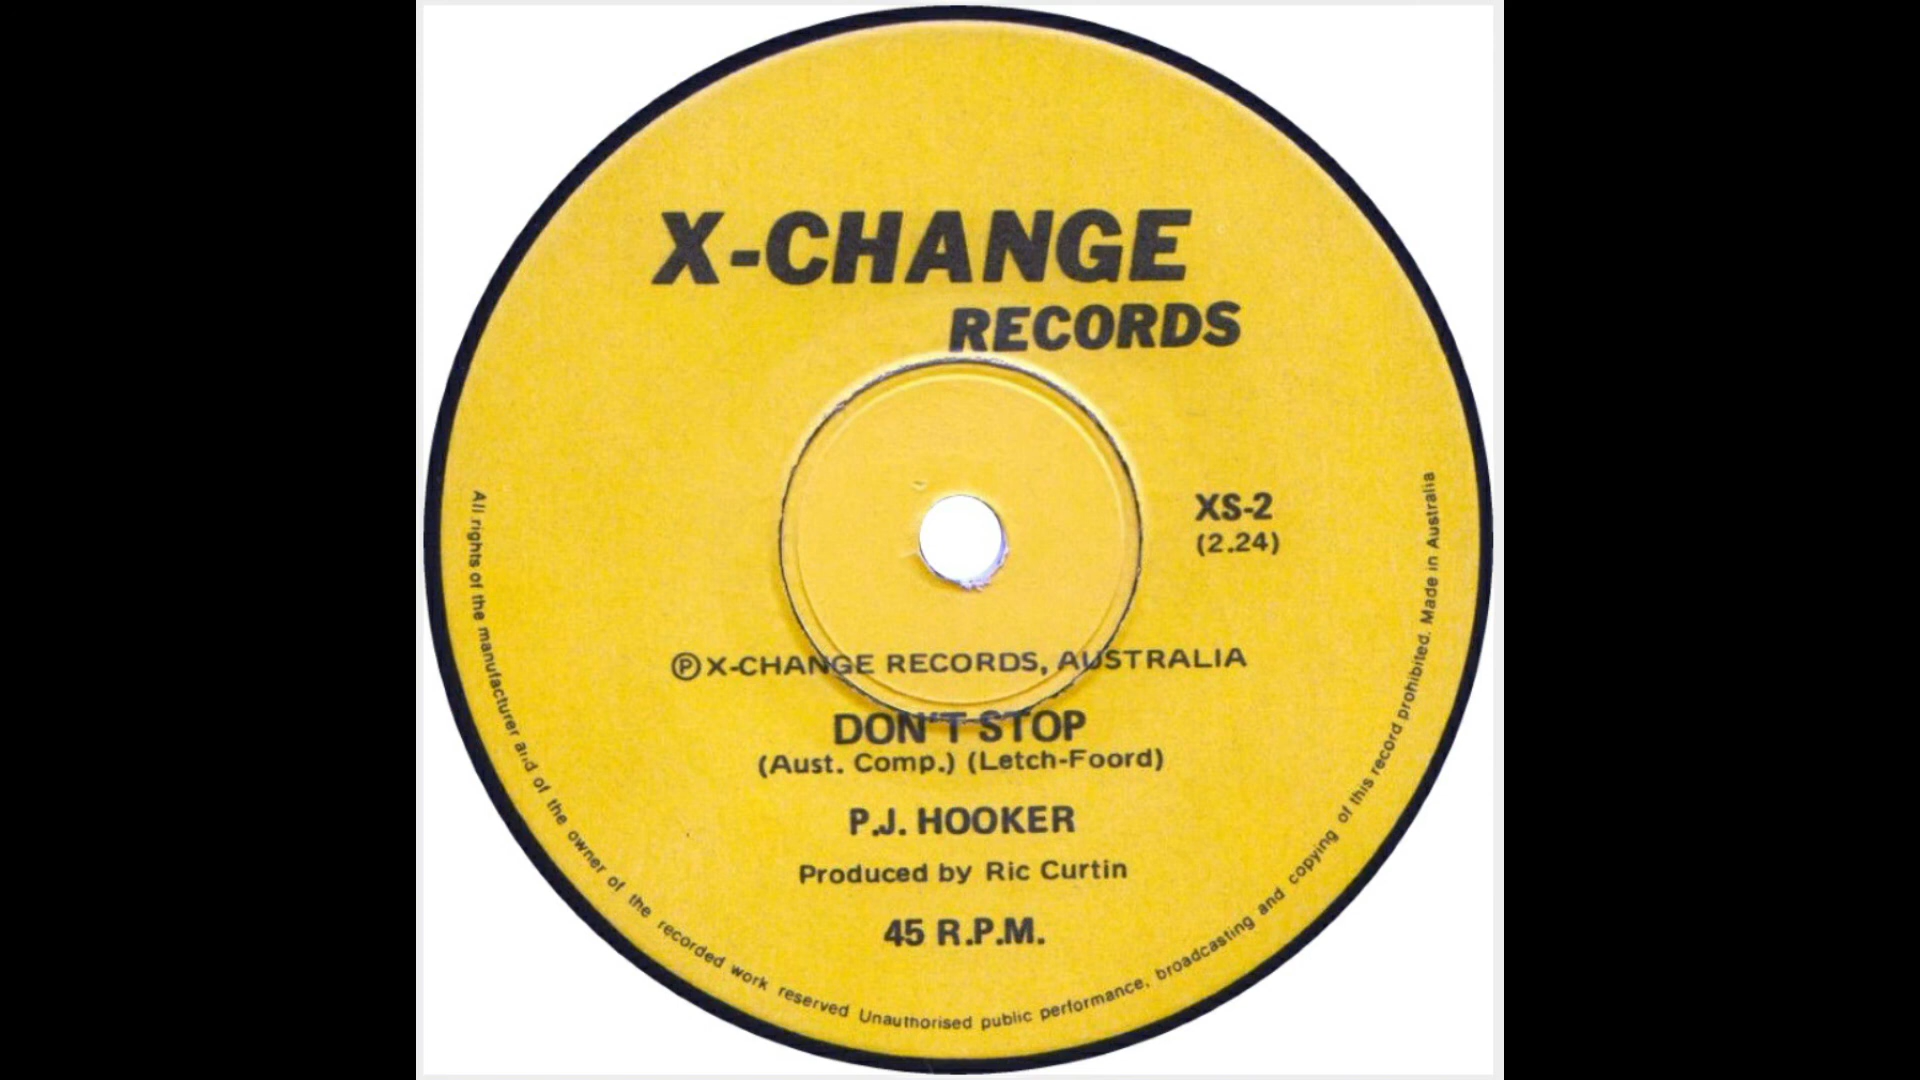 X-CHANGE
RECORDS
XS-2
(2.24)
ⓅX-CHANGE RECORDS, AUSTRALIA
DON'T STOP
(Aust. Comp.) (Letch-Foord)
P.J. HOOKER
Produced by Ric Curtin
45 R.P.M.
All rights of the manufacturer and of the owner of the recorded work reserved Unauthorised public performance, broadcasting and copying of this record prohibited. Made in Australia